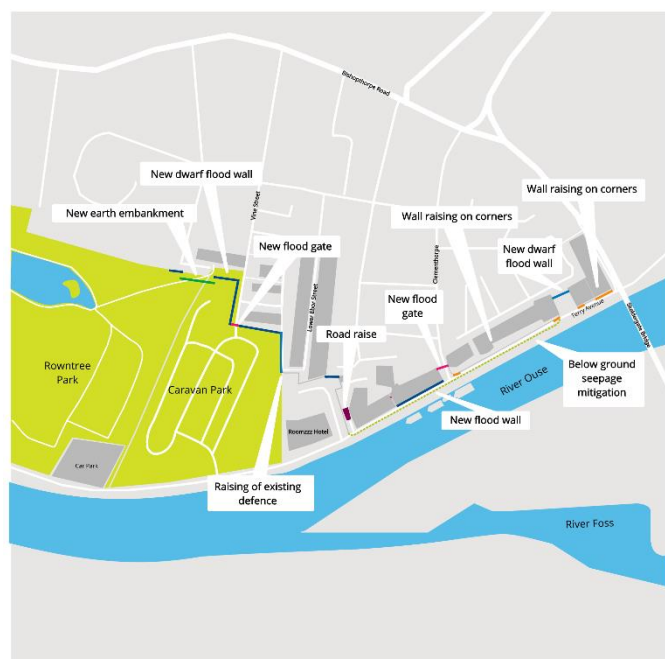 Bishopthorpe Road
New dwarf flood wall
Vine Street
Wall raising on corners
New earth embankment
Wall raising on corners
New flood gate
Clementhorpe
New dwarf
flood wall
Lower Ebor Street
New flood
gate
Terry Avenue
Skeldergate Bridge
Road raise
Rowntree
Park
Caravan Park
River Ouse
Below ground
seepage
mitigation
New flood wall
Roomzzz Hotel
Car Park
Raising of existing
defence
River Foss